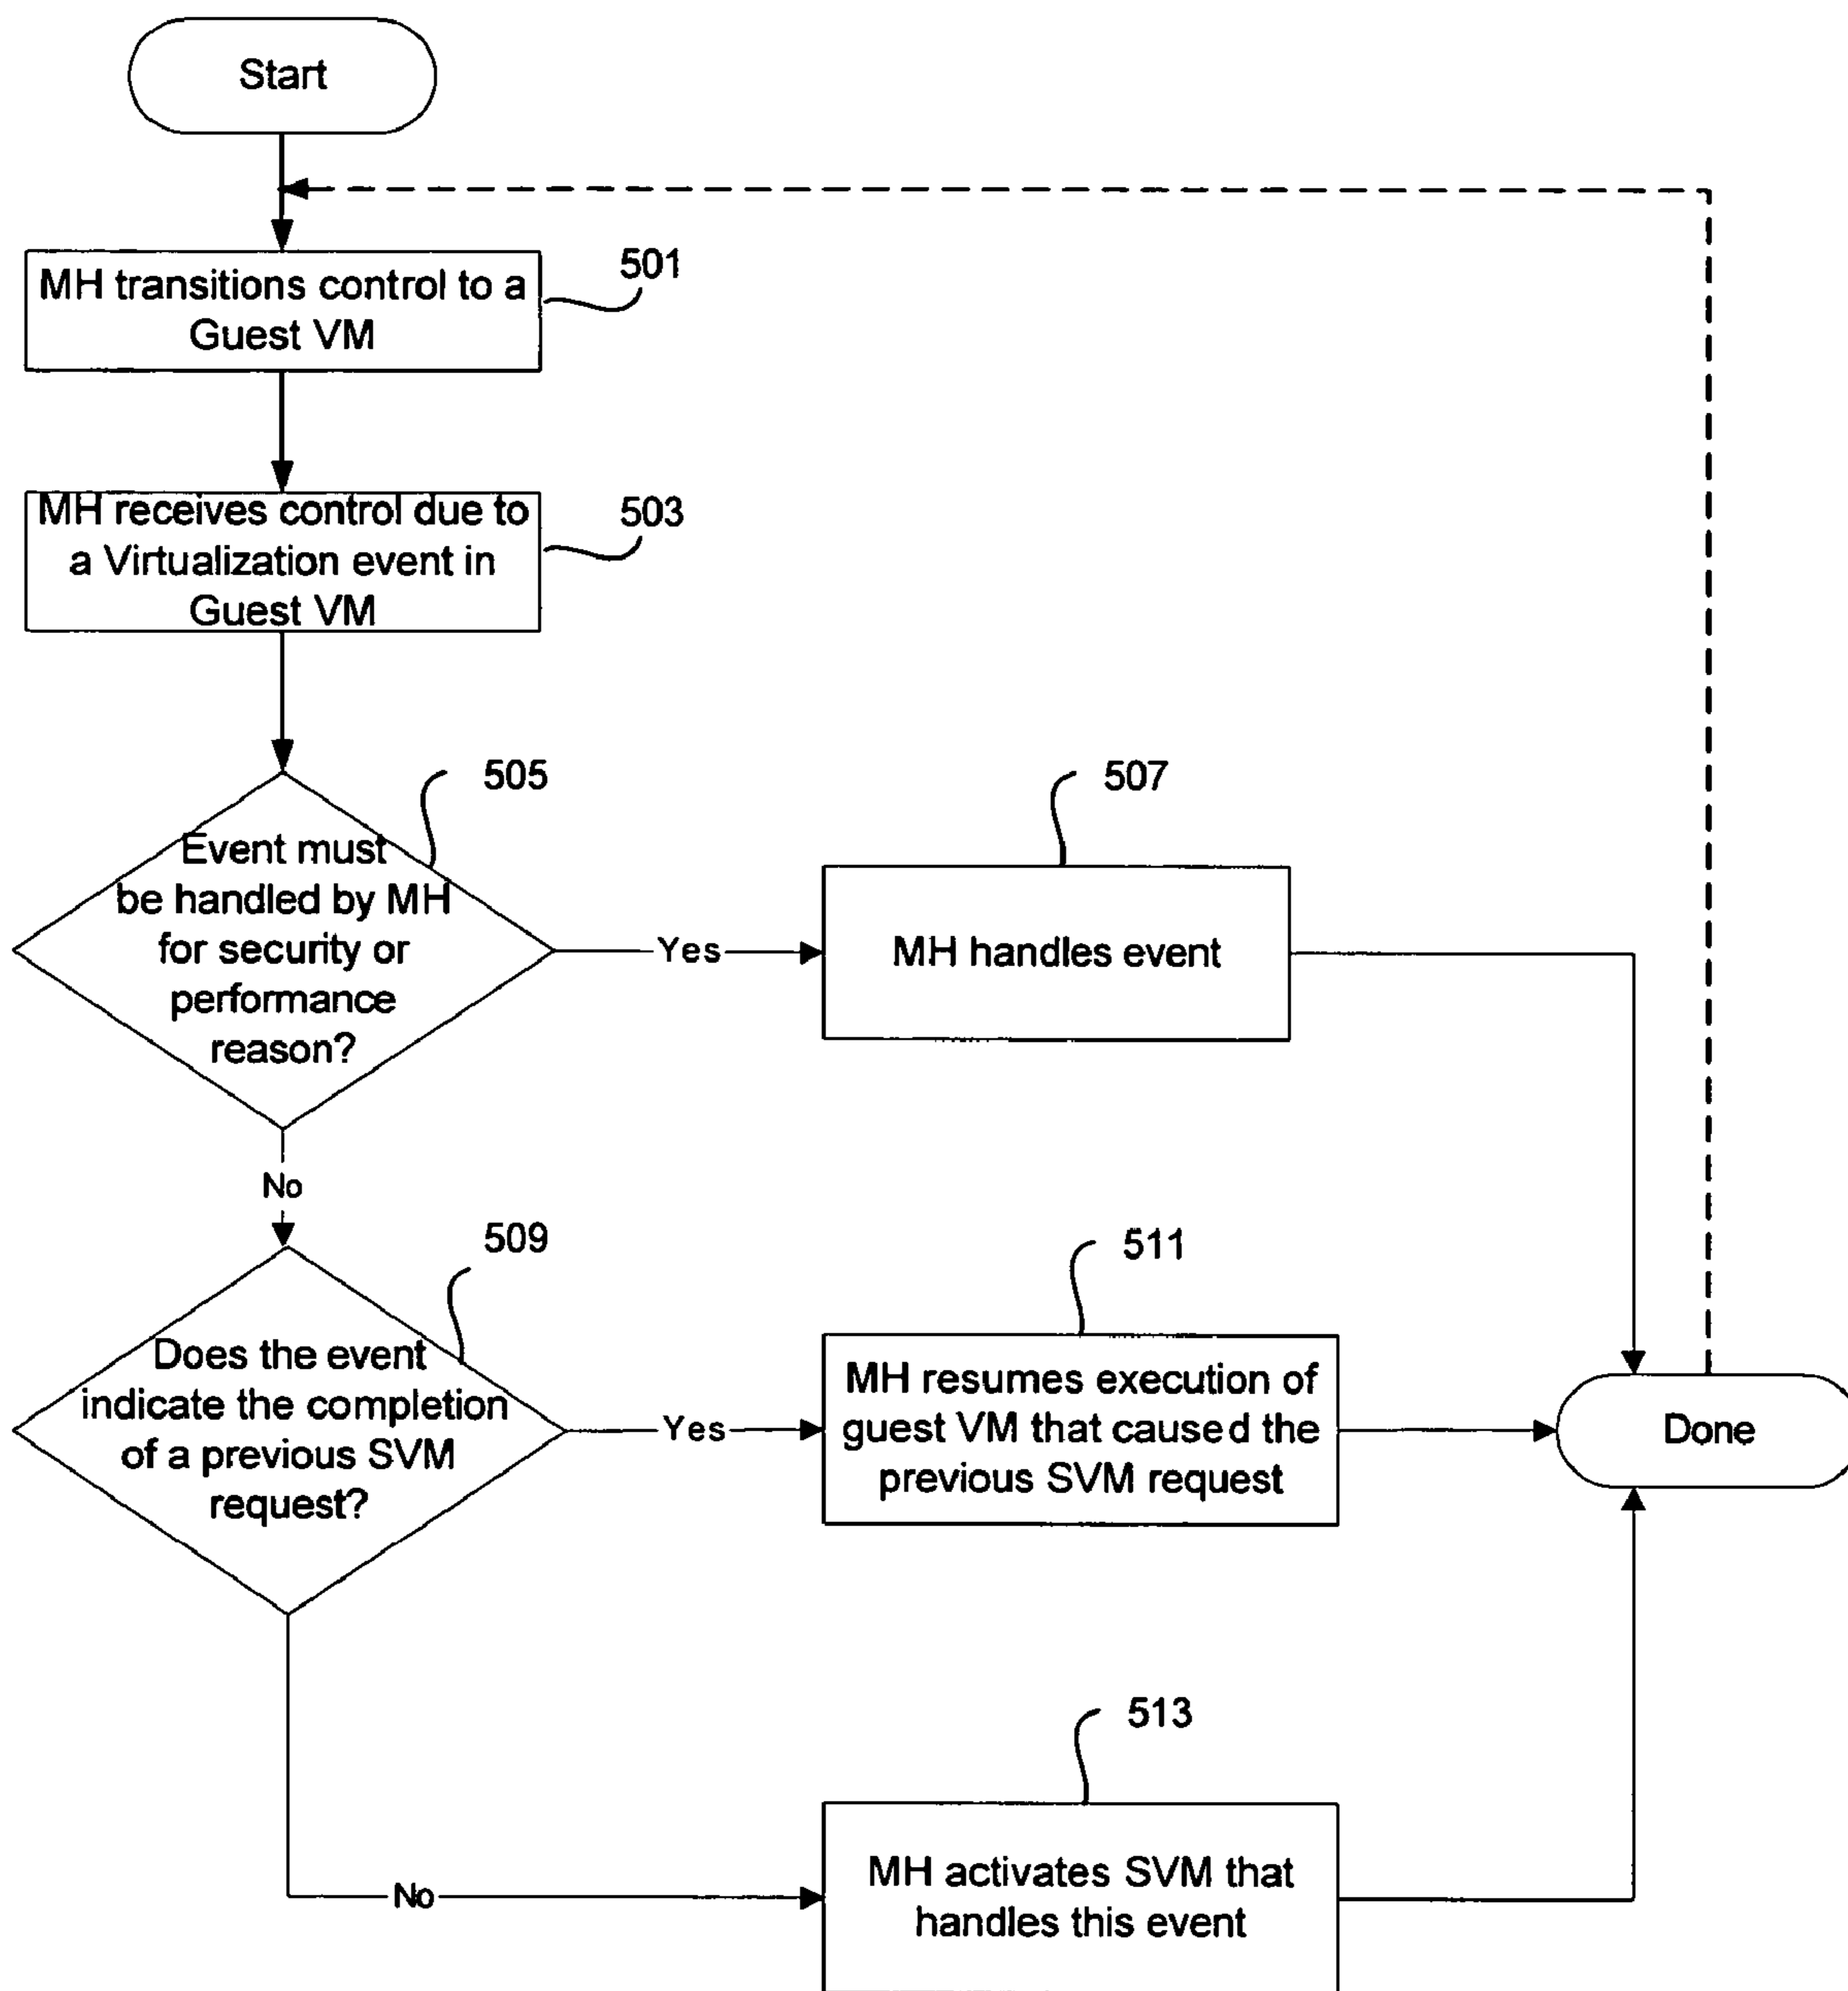 Start
MH transitions control to a
Guest VM
501
MH receives control due to
a Virtualization event in
Guest VM
503
505
Event must
be handled by MH
for security or
performance
reason?
Yes
507
MH handles event
No
509
Does the event
indicate the completion
of a previous SVM
request?
Yes
511
MH resumes execution of
guest VM that caused the
previous SVM request
Done
513
No
MH activates SVM that
handles this event